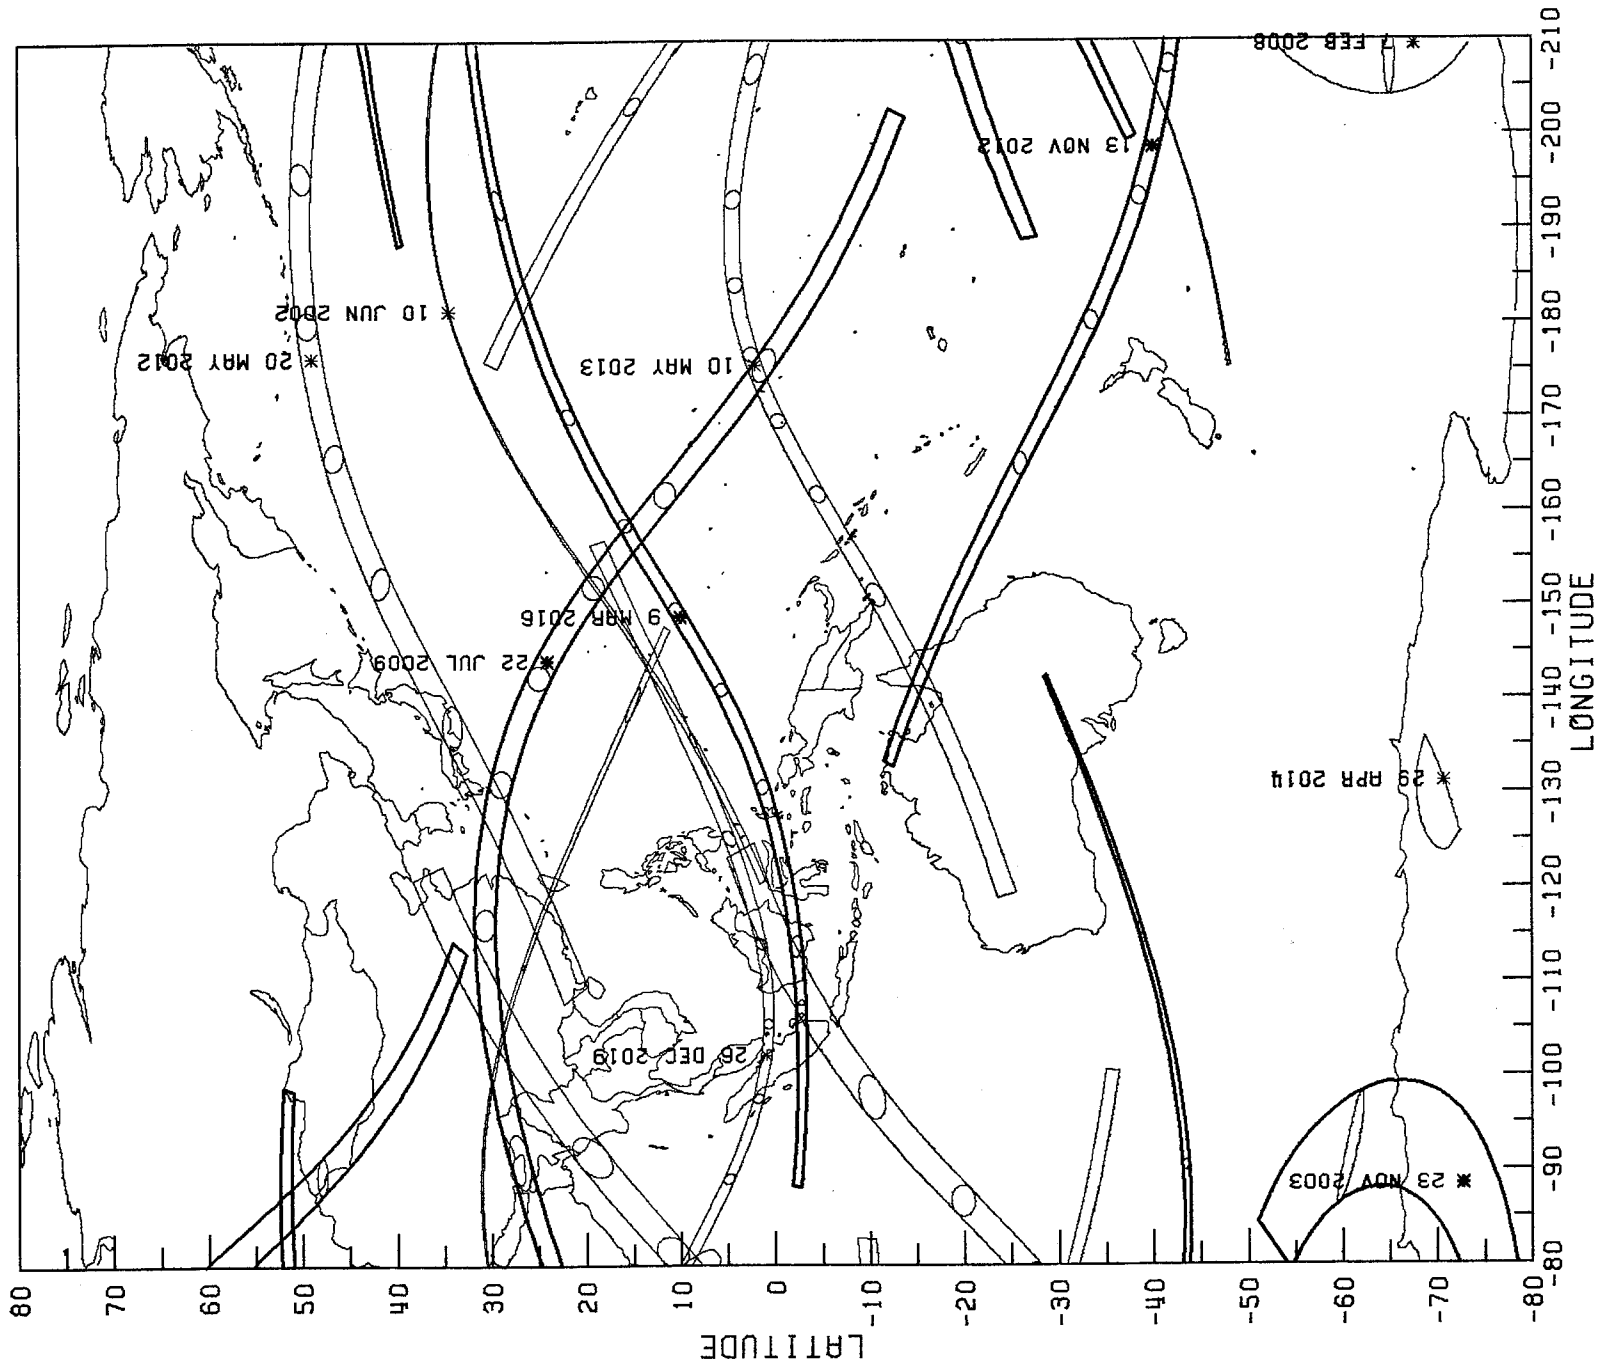 7 FEB 2008
13 NOV 2012
10 JUN 2002
20 MAY 2012
10 MAY 2013
9 MAR 2016
22 JUL 2009
29 APR 2014
26 DEC 2019
23 NOV 2003
80
70
60
50
40
30
20
10
0
-10
-20
-30
-40
-50
-60
-70
-80
LATITUDE
-210
-200
-190
-180
-170
-160
-150
-140
-130
-120
-110
-100
-90
-80
LONGITUDE